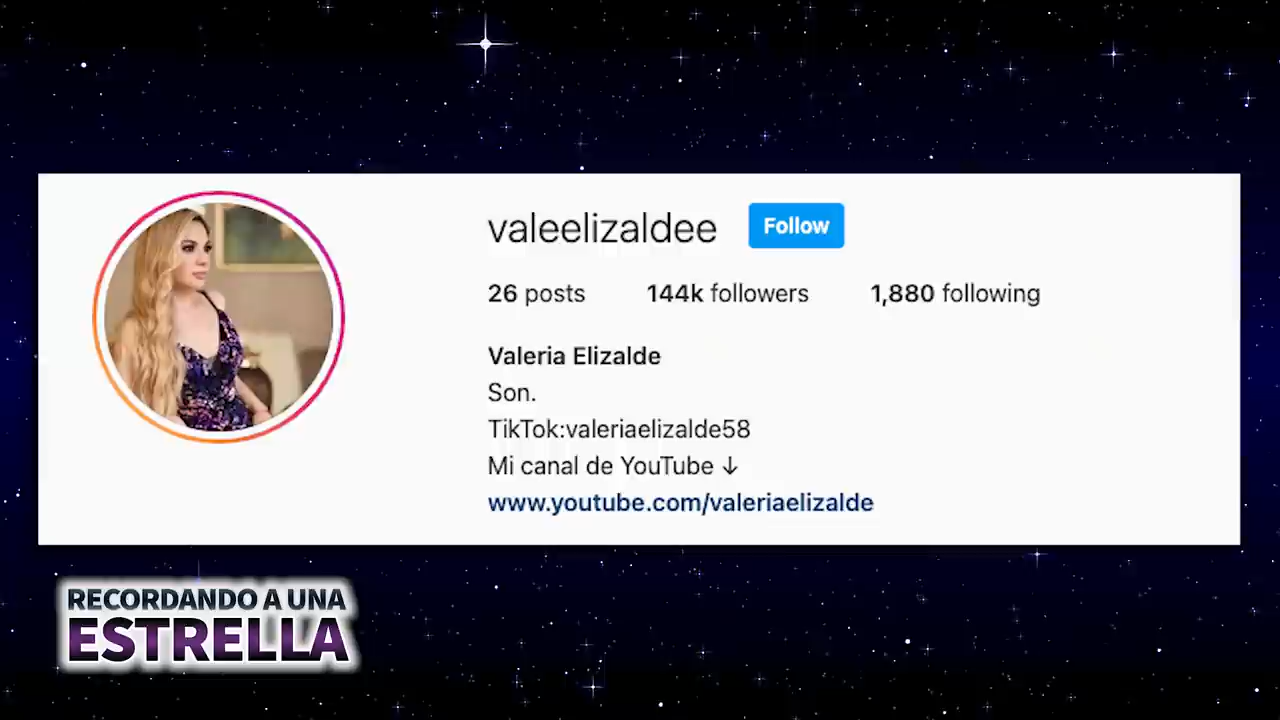 valeelizaldee Follow
26 posts 144k followers 1,880 following
Valeria Elizalde
Son.
TikTok:valeriaelizalde58
Mi canal de YouTube ↓
www.youtube.com/valeriaelizalde
RECORDANDO A UNA
ESTRELLA